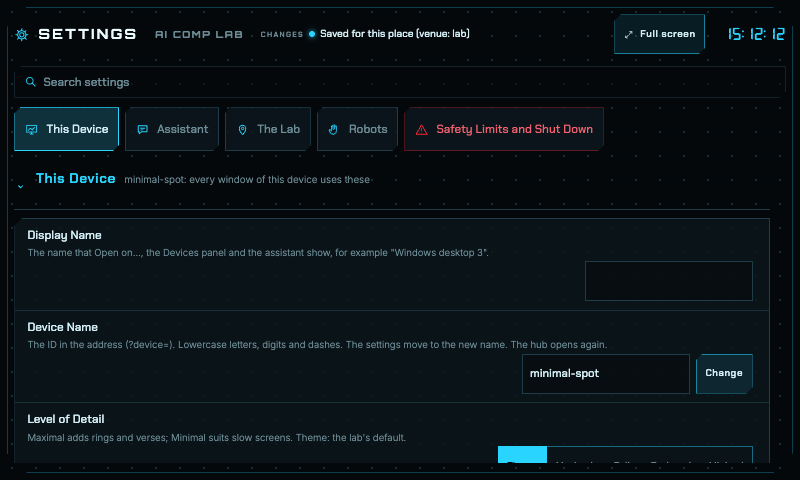 SETTINGS
AI COMP LAB
CHANGES
Saved for this place (venue: lab)
Full screen
15:12:12
Search settings
This Device
Assistant
The Lab
Robots
Safety Limits and Shut Down
This Device
minimal-spot: every window of this device uses these
Display Name
The name that Open on..., the Devices panel and the assistant show, for example "Windows desktop 3".
Device Name
The ID in the address (?device=). Lowercase letters, digits and dashes. The settings move to the new name. The hub opens again.
minimal-spot
Change
Level of Detail
Maximal adds rings and verses; Minimal suits slow screens. Theme: the lab's default.